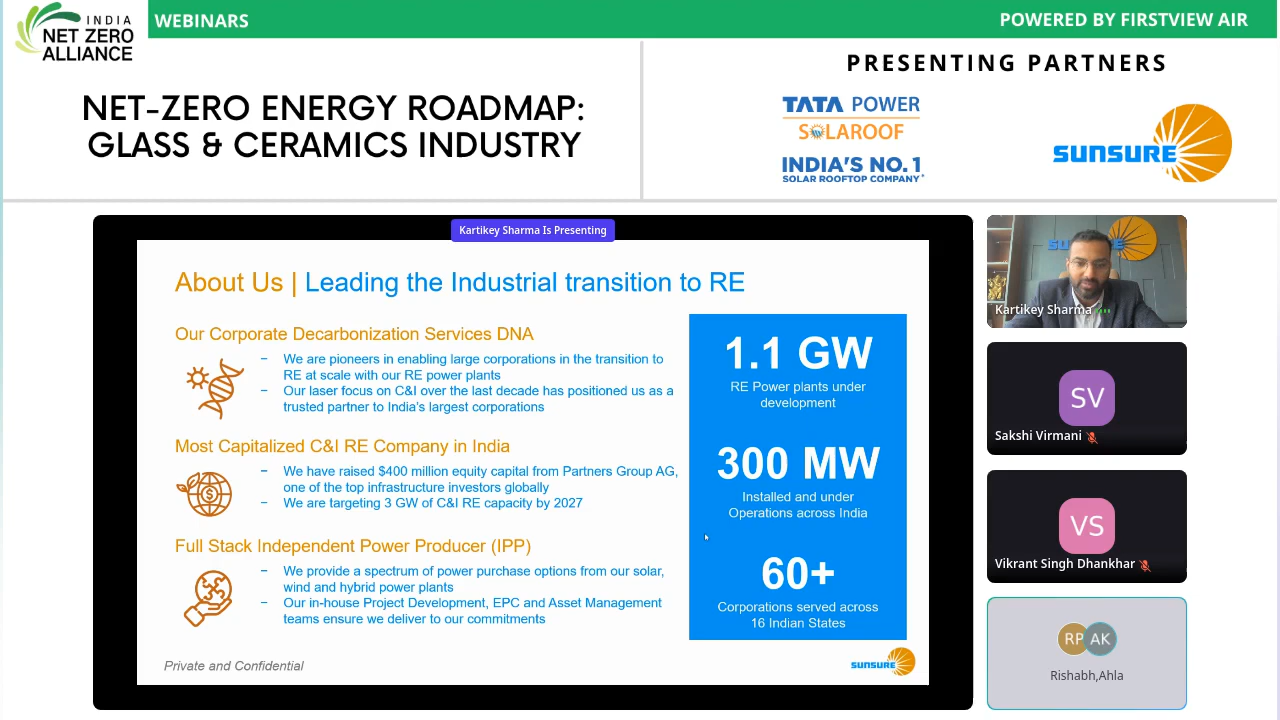 INDIA
NET ZERO
ALLIANCE
WEBINARS
POWERED BY FIRSTVIEW AIR
NET-ZERO ENERGY ROADMAP:
GLASS & CERAMICS INDUSTRY
PRESENTING PARTNERS
TATA POWER
SOLAROOF
INDIA'S NO. 1
SOLAR ROOFTOP COMPANY*
SUNSURE
Kartikey Sharma Is Presenting
About Us | Leading the Industrial transition to RE
Our Corporate Decarbonization Services DNA
– We are pioneers in enabling large corporations in the transition to
RE at scale with our RE power plants
– Our laser focus on C&I over the last decade has positioned us as a
trusted partner to India's largest corporations
Most Capitalized C&I RE Company in India
– We have raised $400 million equity capital from Partners Group AG,
one of the top infrastructure investors globally
– We are targeting 3 GW of C&I RE capacity by 2027
Full Stack Independent Power Producer (IPP)
– We provide a spectrum of power purchase options from our solar,
wind and hybrid power plants
– Our in-house Project Development, EPC and Asset Management
teams ensure we deliver to our commitments
1.1 GW
RE Power plants under
development
300 MW
Installed and under
Operations across India
60+
Corporations served across
16 Indian States
Private and Confidential
SUNSURE
Kartikey Sharma
SV
Sakshi Virmani
VS
Vikrant Singh Dhankhar
RP AK
Rishabh,Ahla